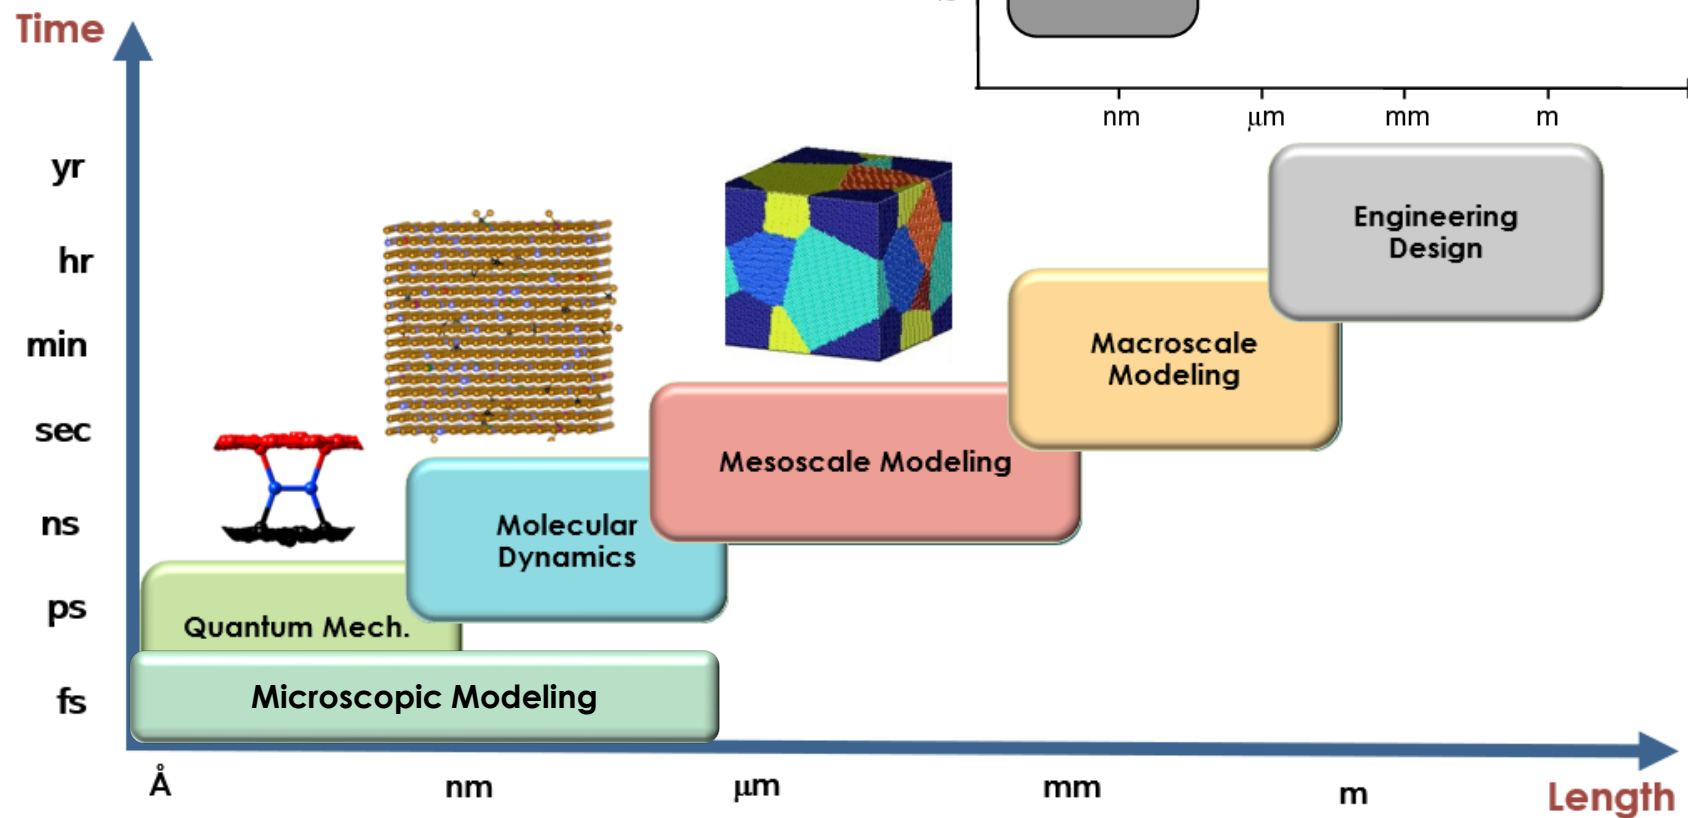 Time
nm μm mm m
yr
hr
min
sec
ns
ps
fs
Engineering
Design
Macroscale
Modeling
Mesoscale Modeling
Molecular
Dynamics
Quantum Mech.
Microscopic Modeling
Å nm μm mm m
Length